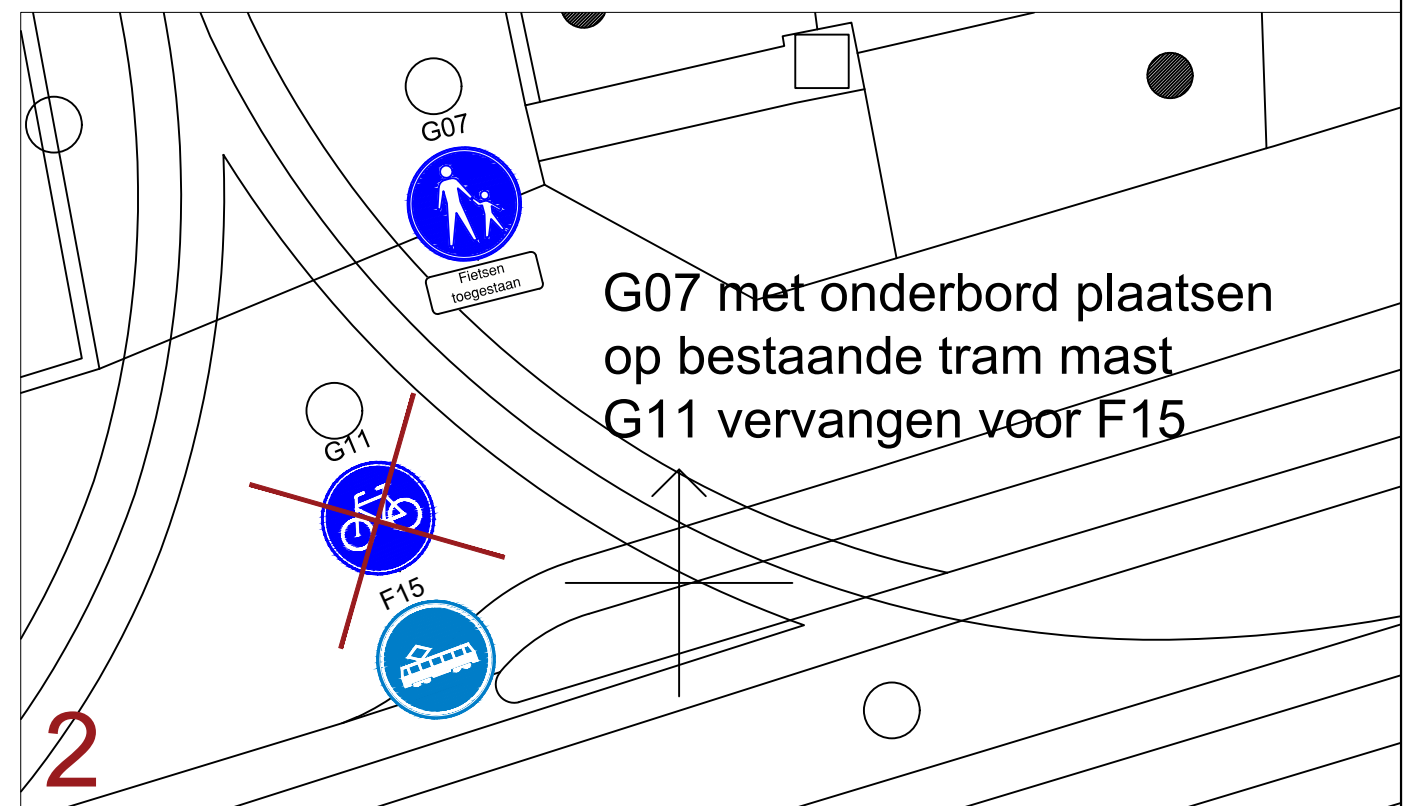 G07
Fietsen
toegestaan
G07 met onderbord plaatsen
op bestaande tram mast
G11 vervangen voor F15
G11
F15
2